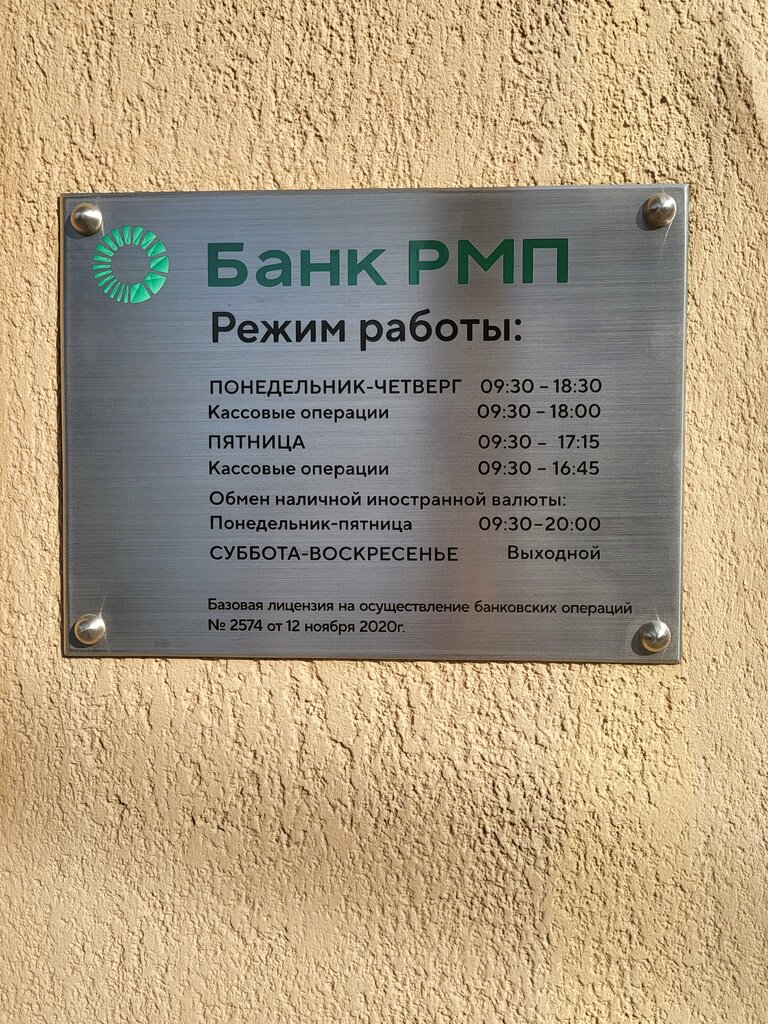 Банк РМП
Режим работы:
ПОНЕДЕЛЬНИК-ЧЕТВЕРГ 09:30 - 18:30
Кассовые операции 09:30 - 18:00
ПЯТНИЦА 09:30 - 17:15
Кассовые операции 09:30 - 16:45
Обмен наличной иностранной валюты:
Понедельник-пятница 09:30-20:00
СУББОТА-ВОСКРЕСЕНЬЕ Выходной
Базовая лицензия на осуществление банковских операций
№ 2574 от 12 ноября 2020г.